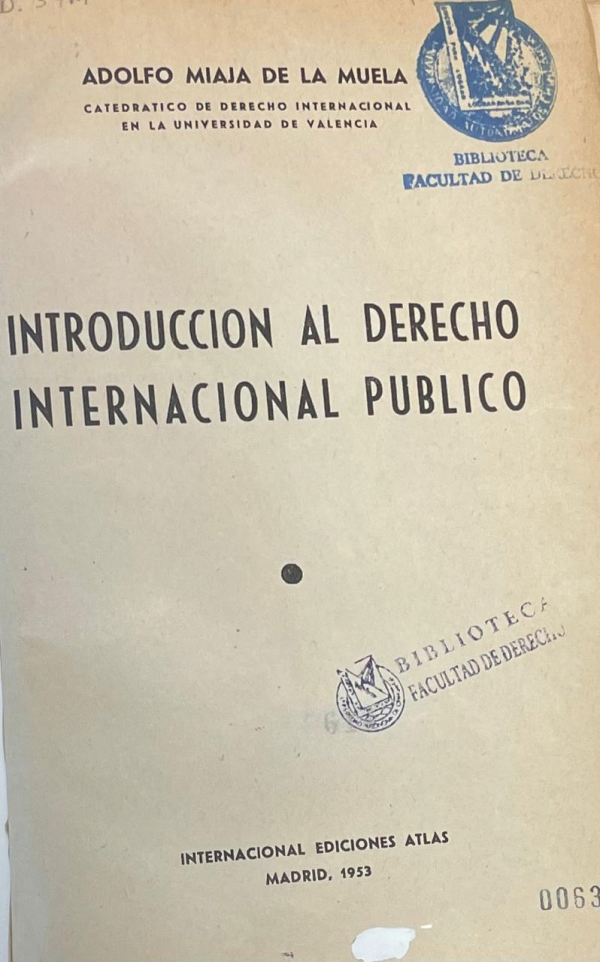 ADOLFO MIAJA DE LA MUELA
CATEDRATICO DE DERECHO INTERNACIONAL
EN LA UNIVERSIDAD DE VALENCIA
BIBLIOTECA
FACULTAD DE DERECHO
INTRODUCCION AL DERECHO
INTERNACIONAL PUBLICO
BIBLIOTECA
FACULTAD DE DERECHO
INTERNACIONAL EDICIONES ATLAS
MADRID, 1953
0063